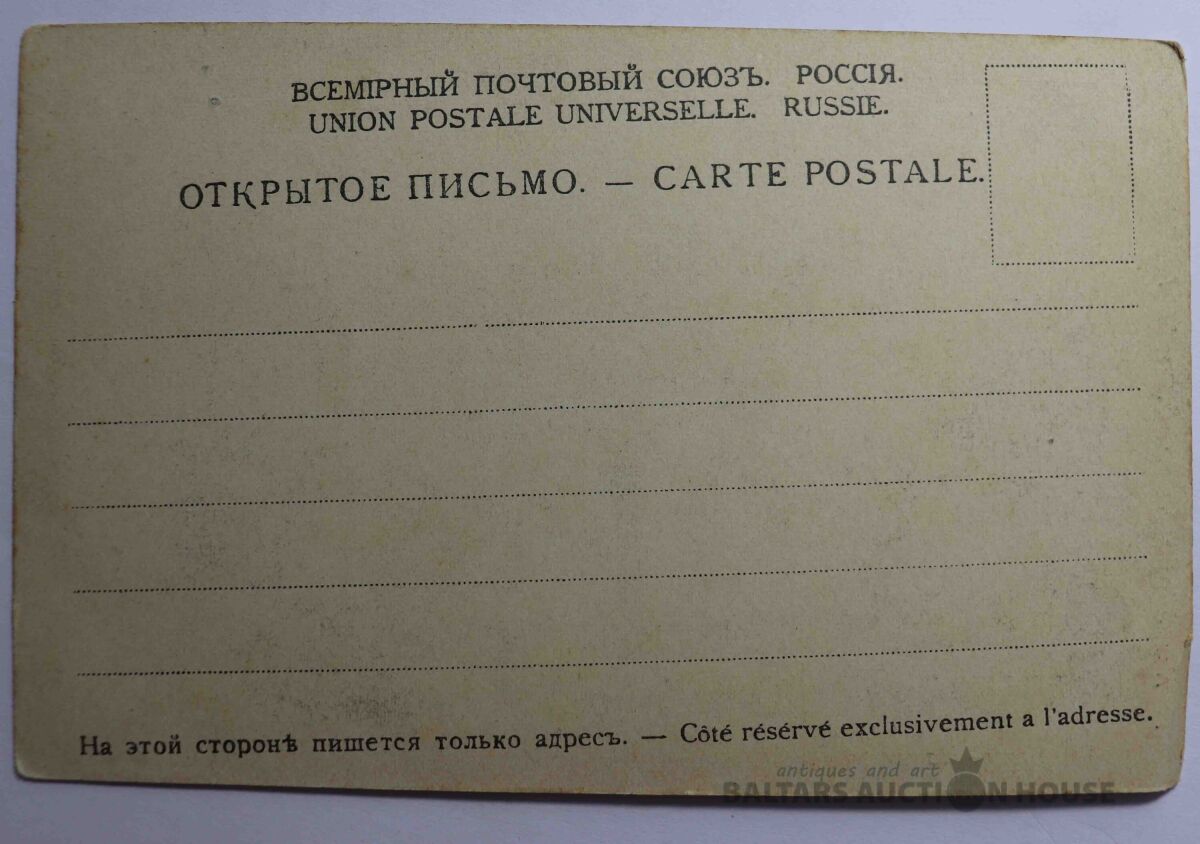 ВСЕМІРНЫЙ ПОЧТОВЫЙ СОЮЗЪ. РОССІЯ.
UNION POSTALE UNIVERSELLE. RUSSIE.
ОТКРЫТОЕ ПИСЬМО. — CARTE POSTALE.
На этой сторонѣ пишется только адресъ. — Côté résérvé exclusivement a l'adresse.
antiques and art
BALTARS AUCTION HOUSE